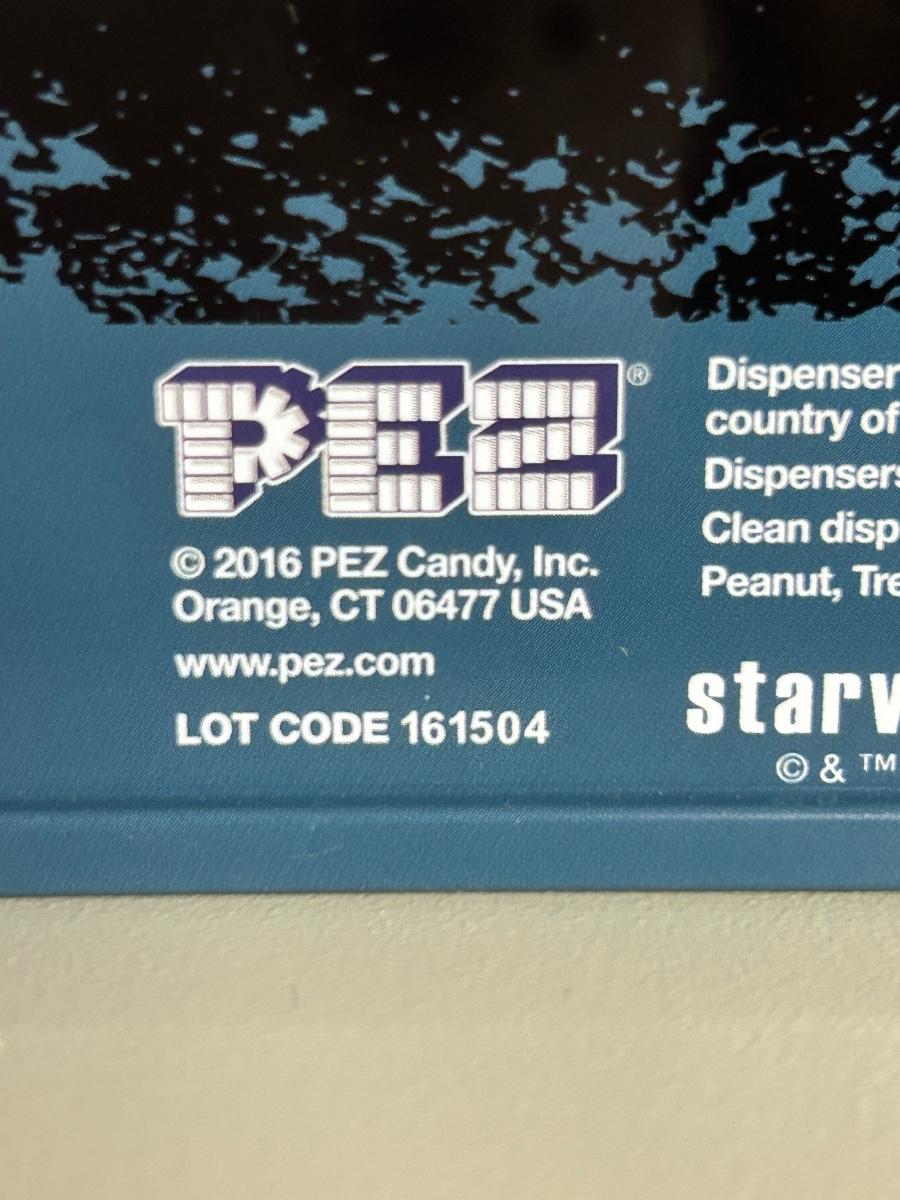 PEZ®
© 2016 PEZ Candy, Inc.
Orange, CT 06477 USA
www.pez.com
LOT CODE 161504
Dispenser
country of
Dispensers
Clean disp
Peanut, Tre
starw
© & ™